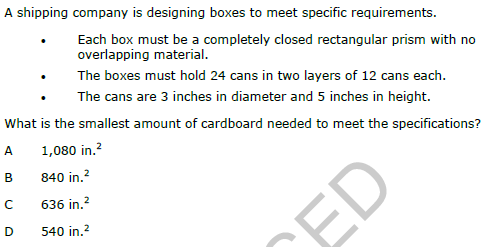 A shipping company is designing boxes to meet specific requirements.
• Each box must be a completely closed rectangular prism with no
overlapping material.
• The boxes must hold 24 cans in two layers of 12 cans each.
• The cans are 3 inches in diameter and 5 inches in height.
What is the smallest amount of cardboard needed to meet the specifications?
A 1,080 in.²
B 840 in.²
C 636 in.²
D 540 in.²